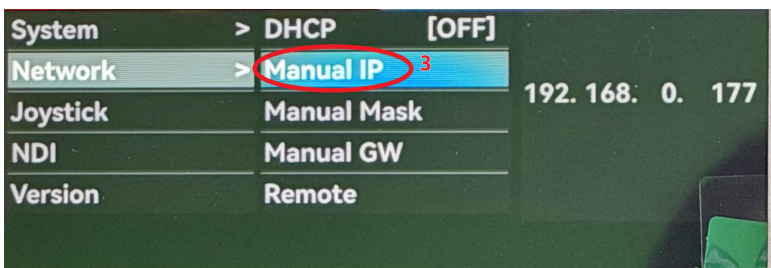 System > DHCP [OFF]
Network > Manual IP 3
192. 168. 0. 177
Joystick Manual Mask
NDI Manual GW
Version Remote